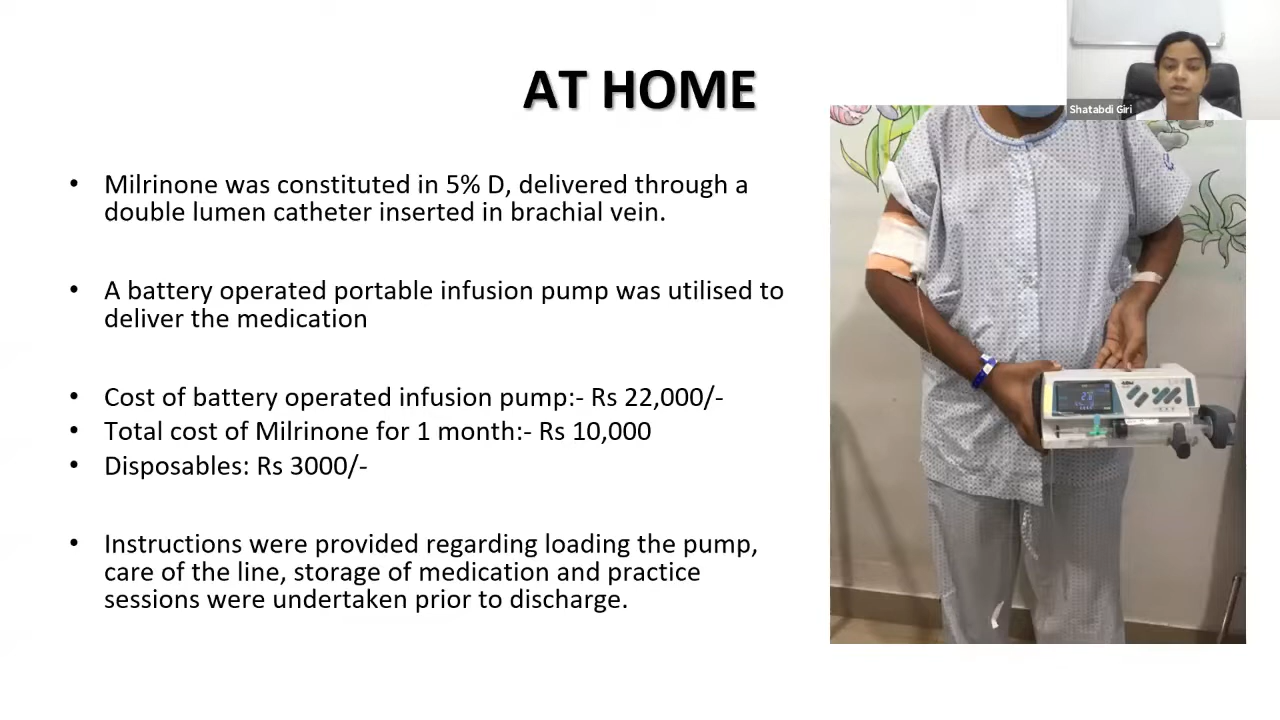 Shatabdi Giri
AT HOME
• Milrinone was constituted in 5% D, delivered through a
double lumen catheter inserted in brachial vein.
• A battery operated portable infusion pump was utilised to
deliver the medication
• Cost of battery operated infusion pump:- Rs 22,000/-
• Total cost of Milrinone for 1 month:- Rs 10,000
• Disposables: Rs 3000/-
• Instructions were provided regarding loading the pump,
care of the line, storage of medication and practice
sessions were undertaken prior to discharge.